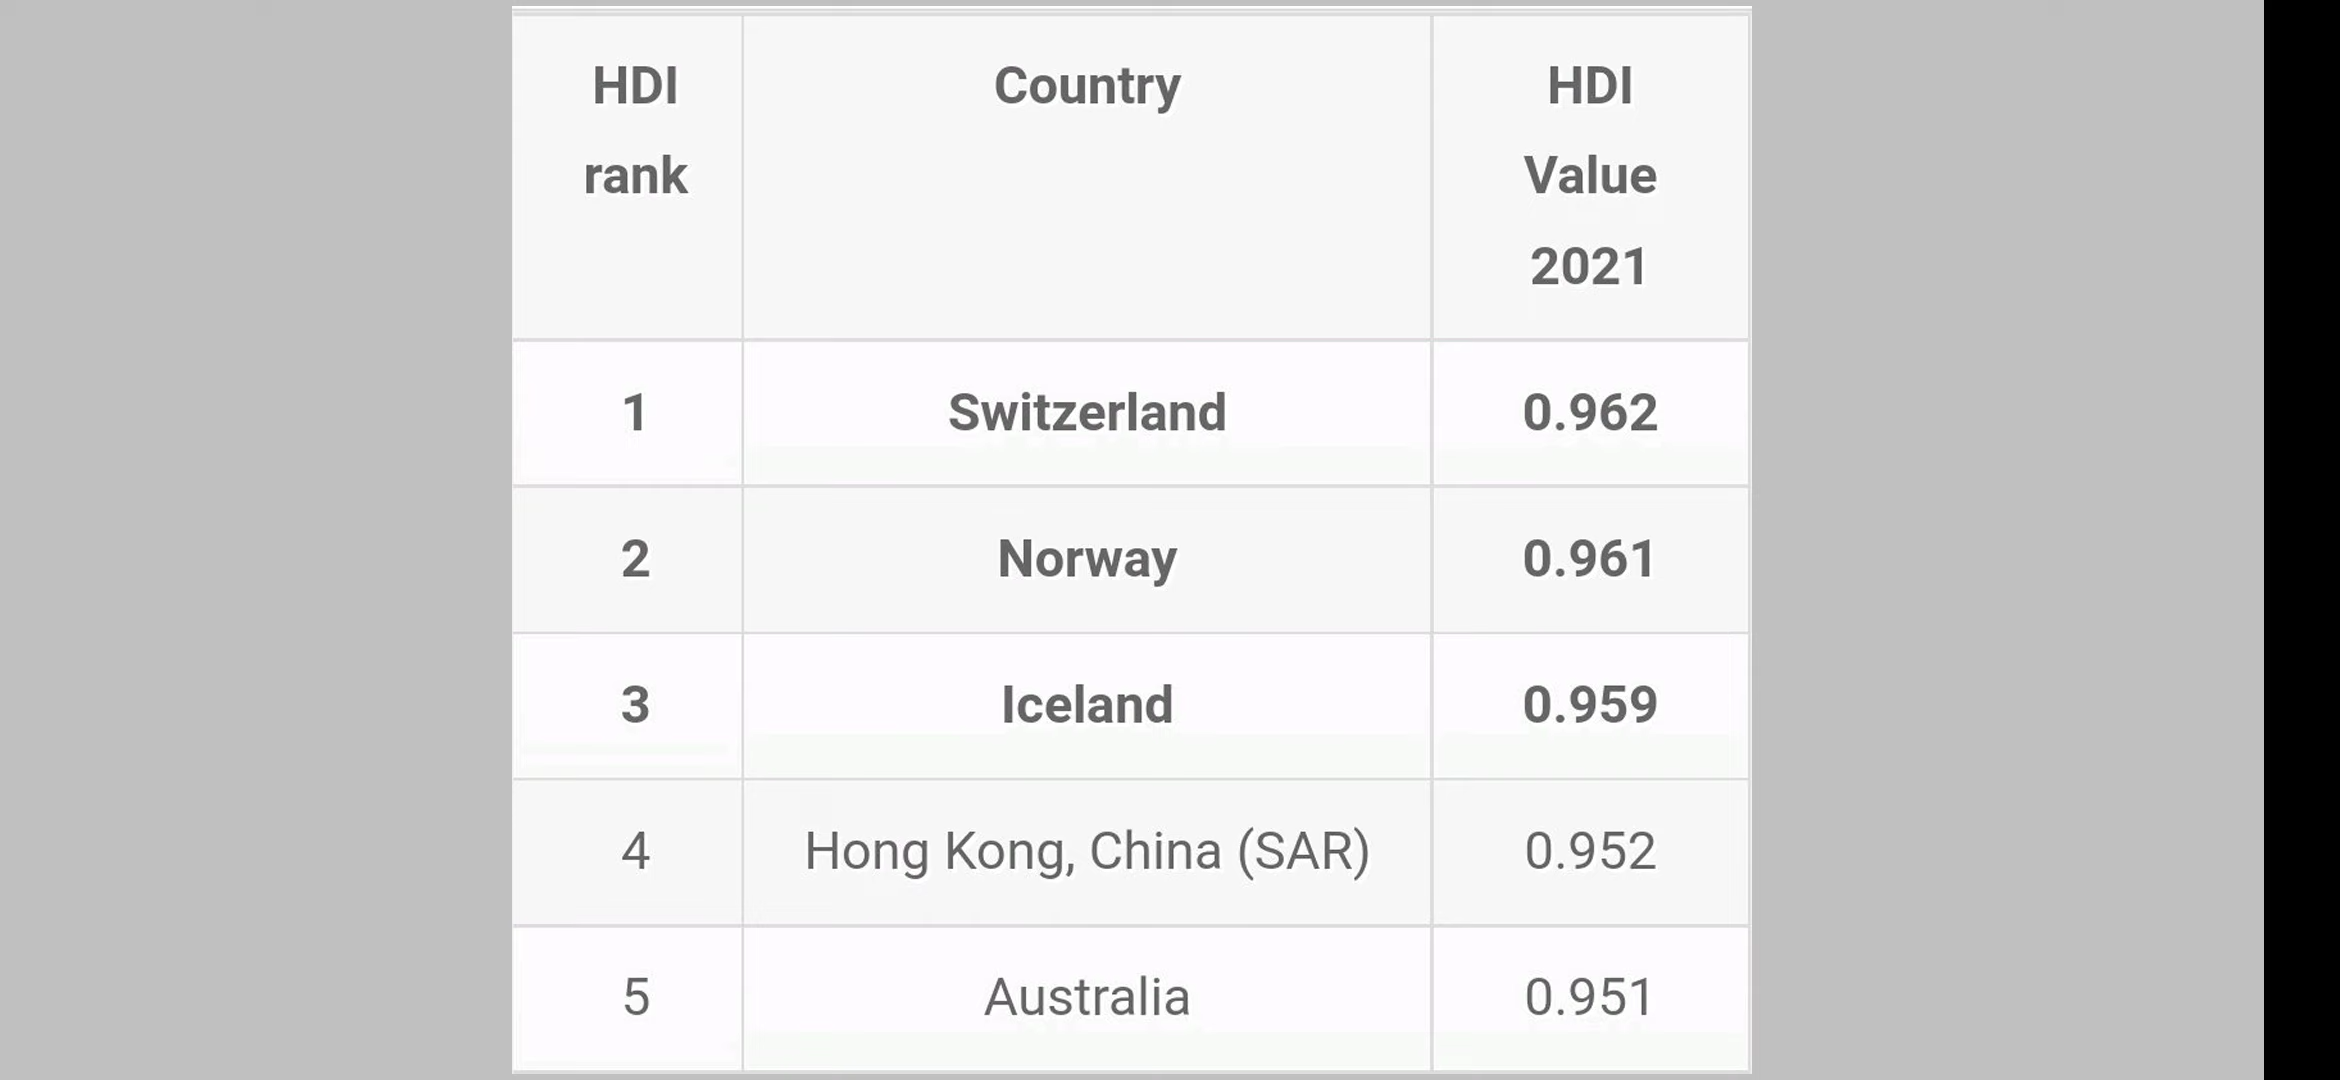 HDI rank Country HDI Value 2021
1 Switzerland 0.962
2 Norway 0.961
3 Iceland 0.959
4 Hong Kong, China (SAR) 0.952
5 Australia 0.951